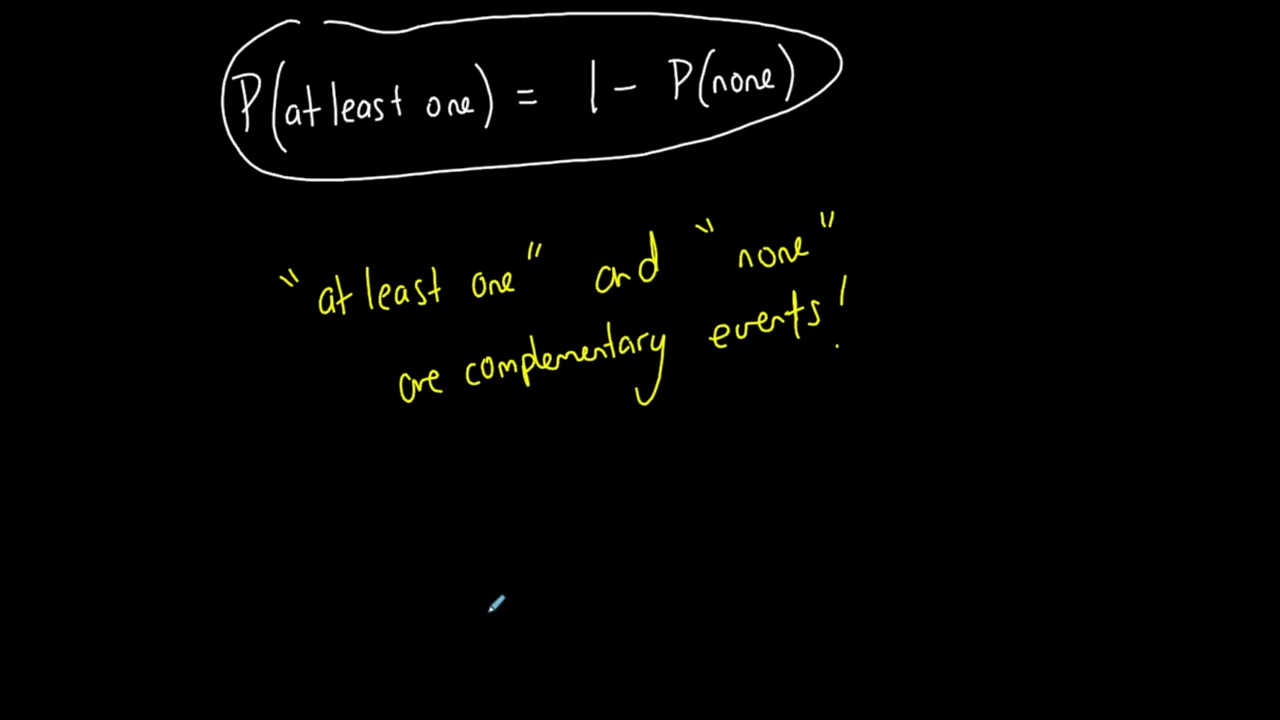 P(at least one) = 1 - P(none)
"at least one" and "none"
are complementary events!